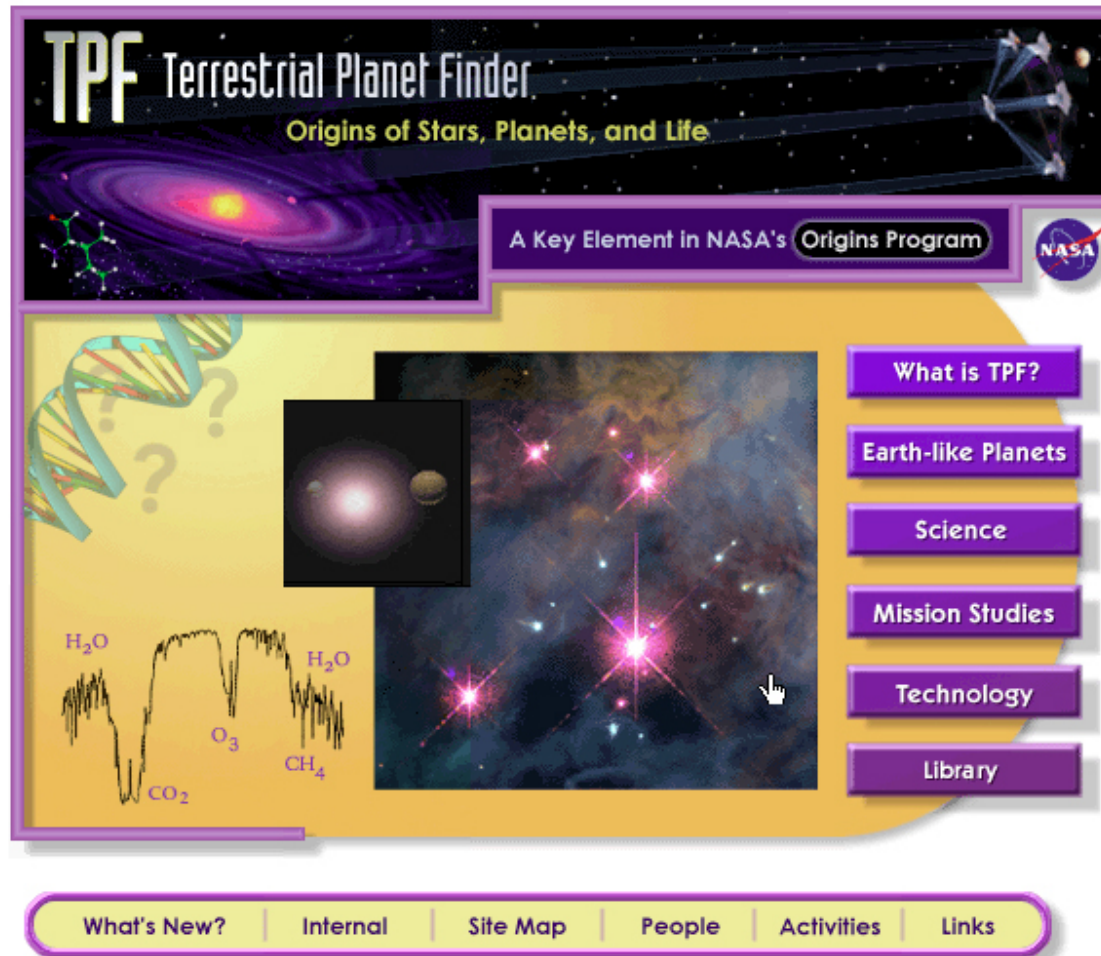 TPF Terrestrial Planet Finder
Origins of Stars, Planets, and Life
A Key Element in NASA's Origins Program
NASA
? ? ?
What is TPF?
Earth-like Planets
Science
Mission Studies
Technology
Library
H₂O
H₂O
O₃
CH₄
CO₂
What's New?
Internal
Site Map
People
Activities
Links